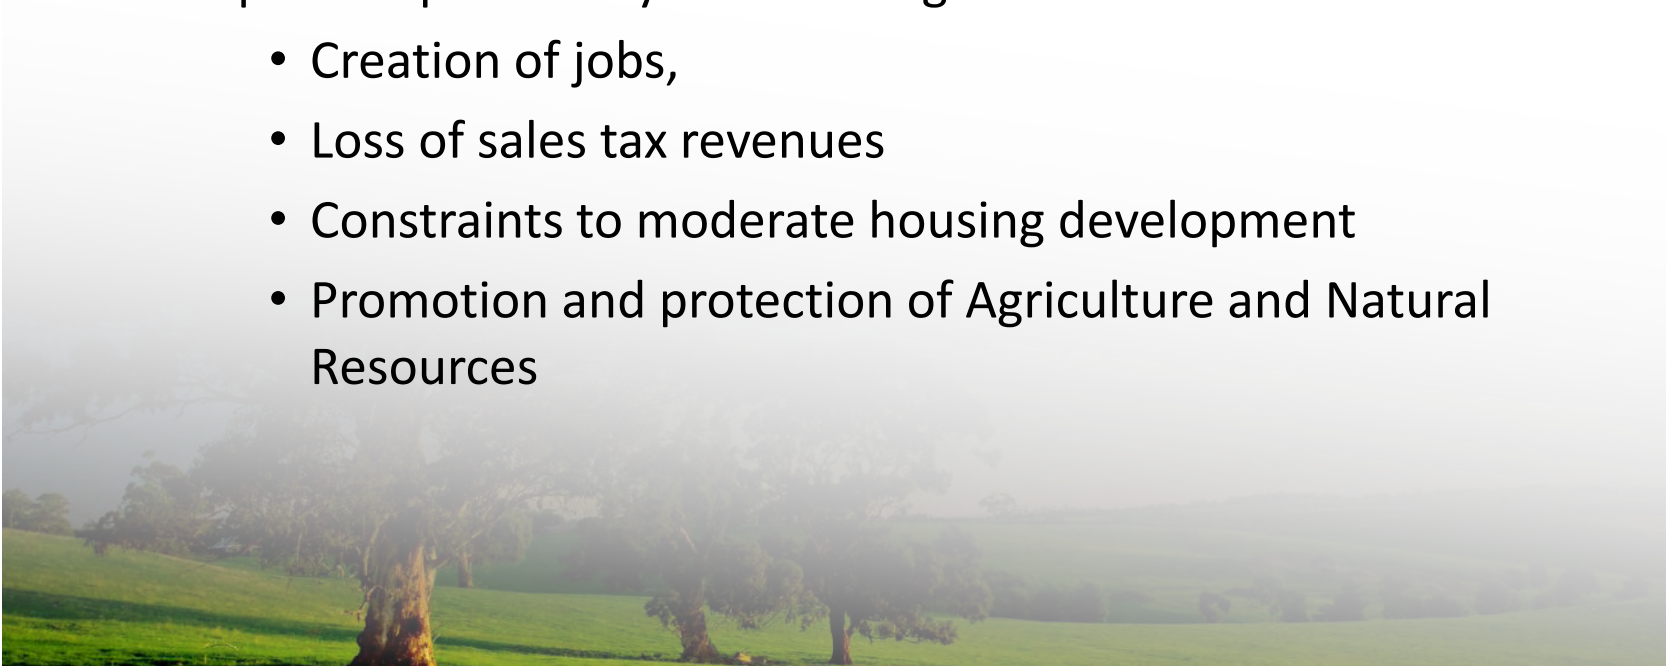 • Creation of jobs,
• Loss of sales tax revenues
• Constraints to moderate housing development
• Promotion and protection of Agriculture and Natural
Resources